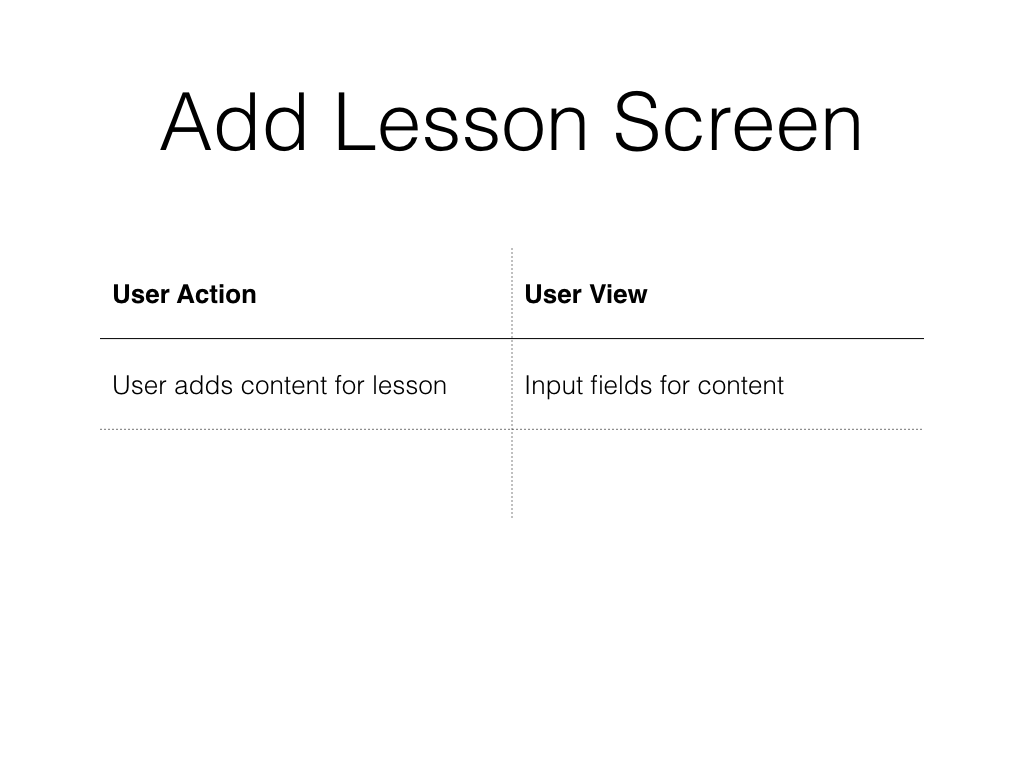 Add Lesson Screen
User Action
User View
User adds content for lesson
Input fields for content